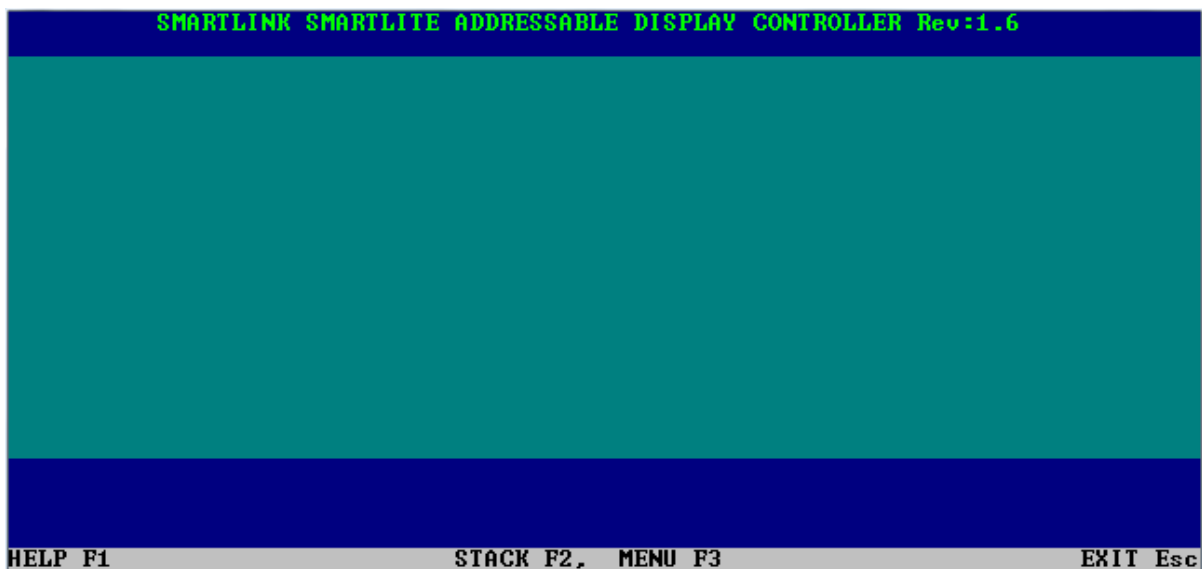 SMARTLINK SMARTLITE ADDRESSABLE DISPLAY CONTROLLER Rev:1.6
HELP F1 STACK F2, MENU F3 EXIT Esc